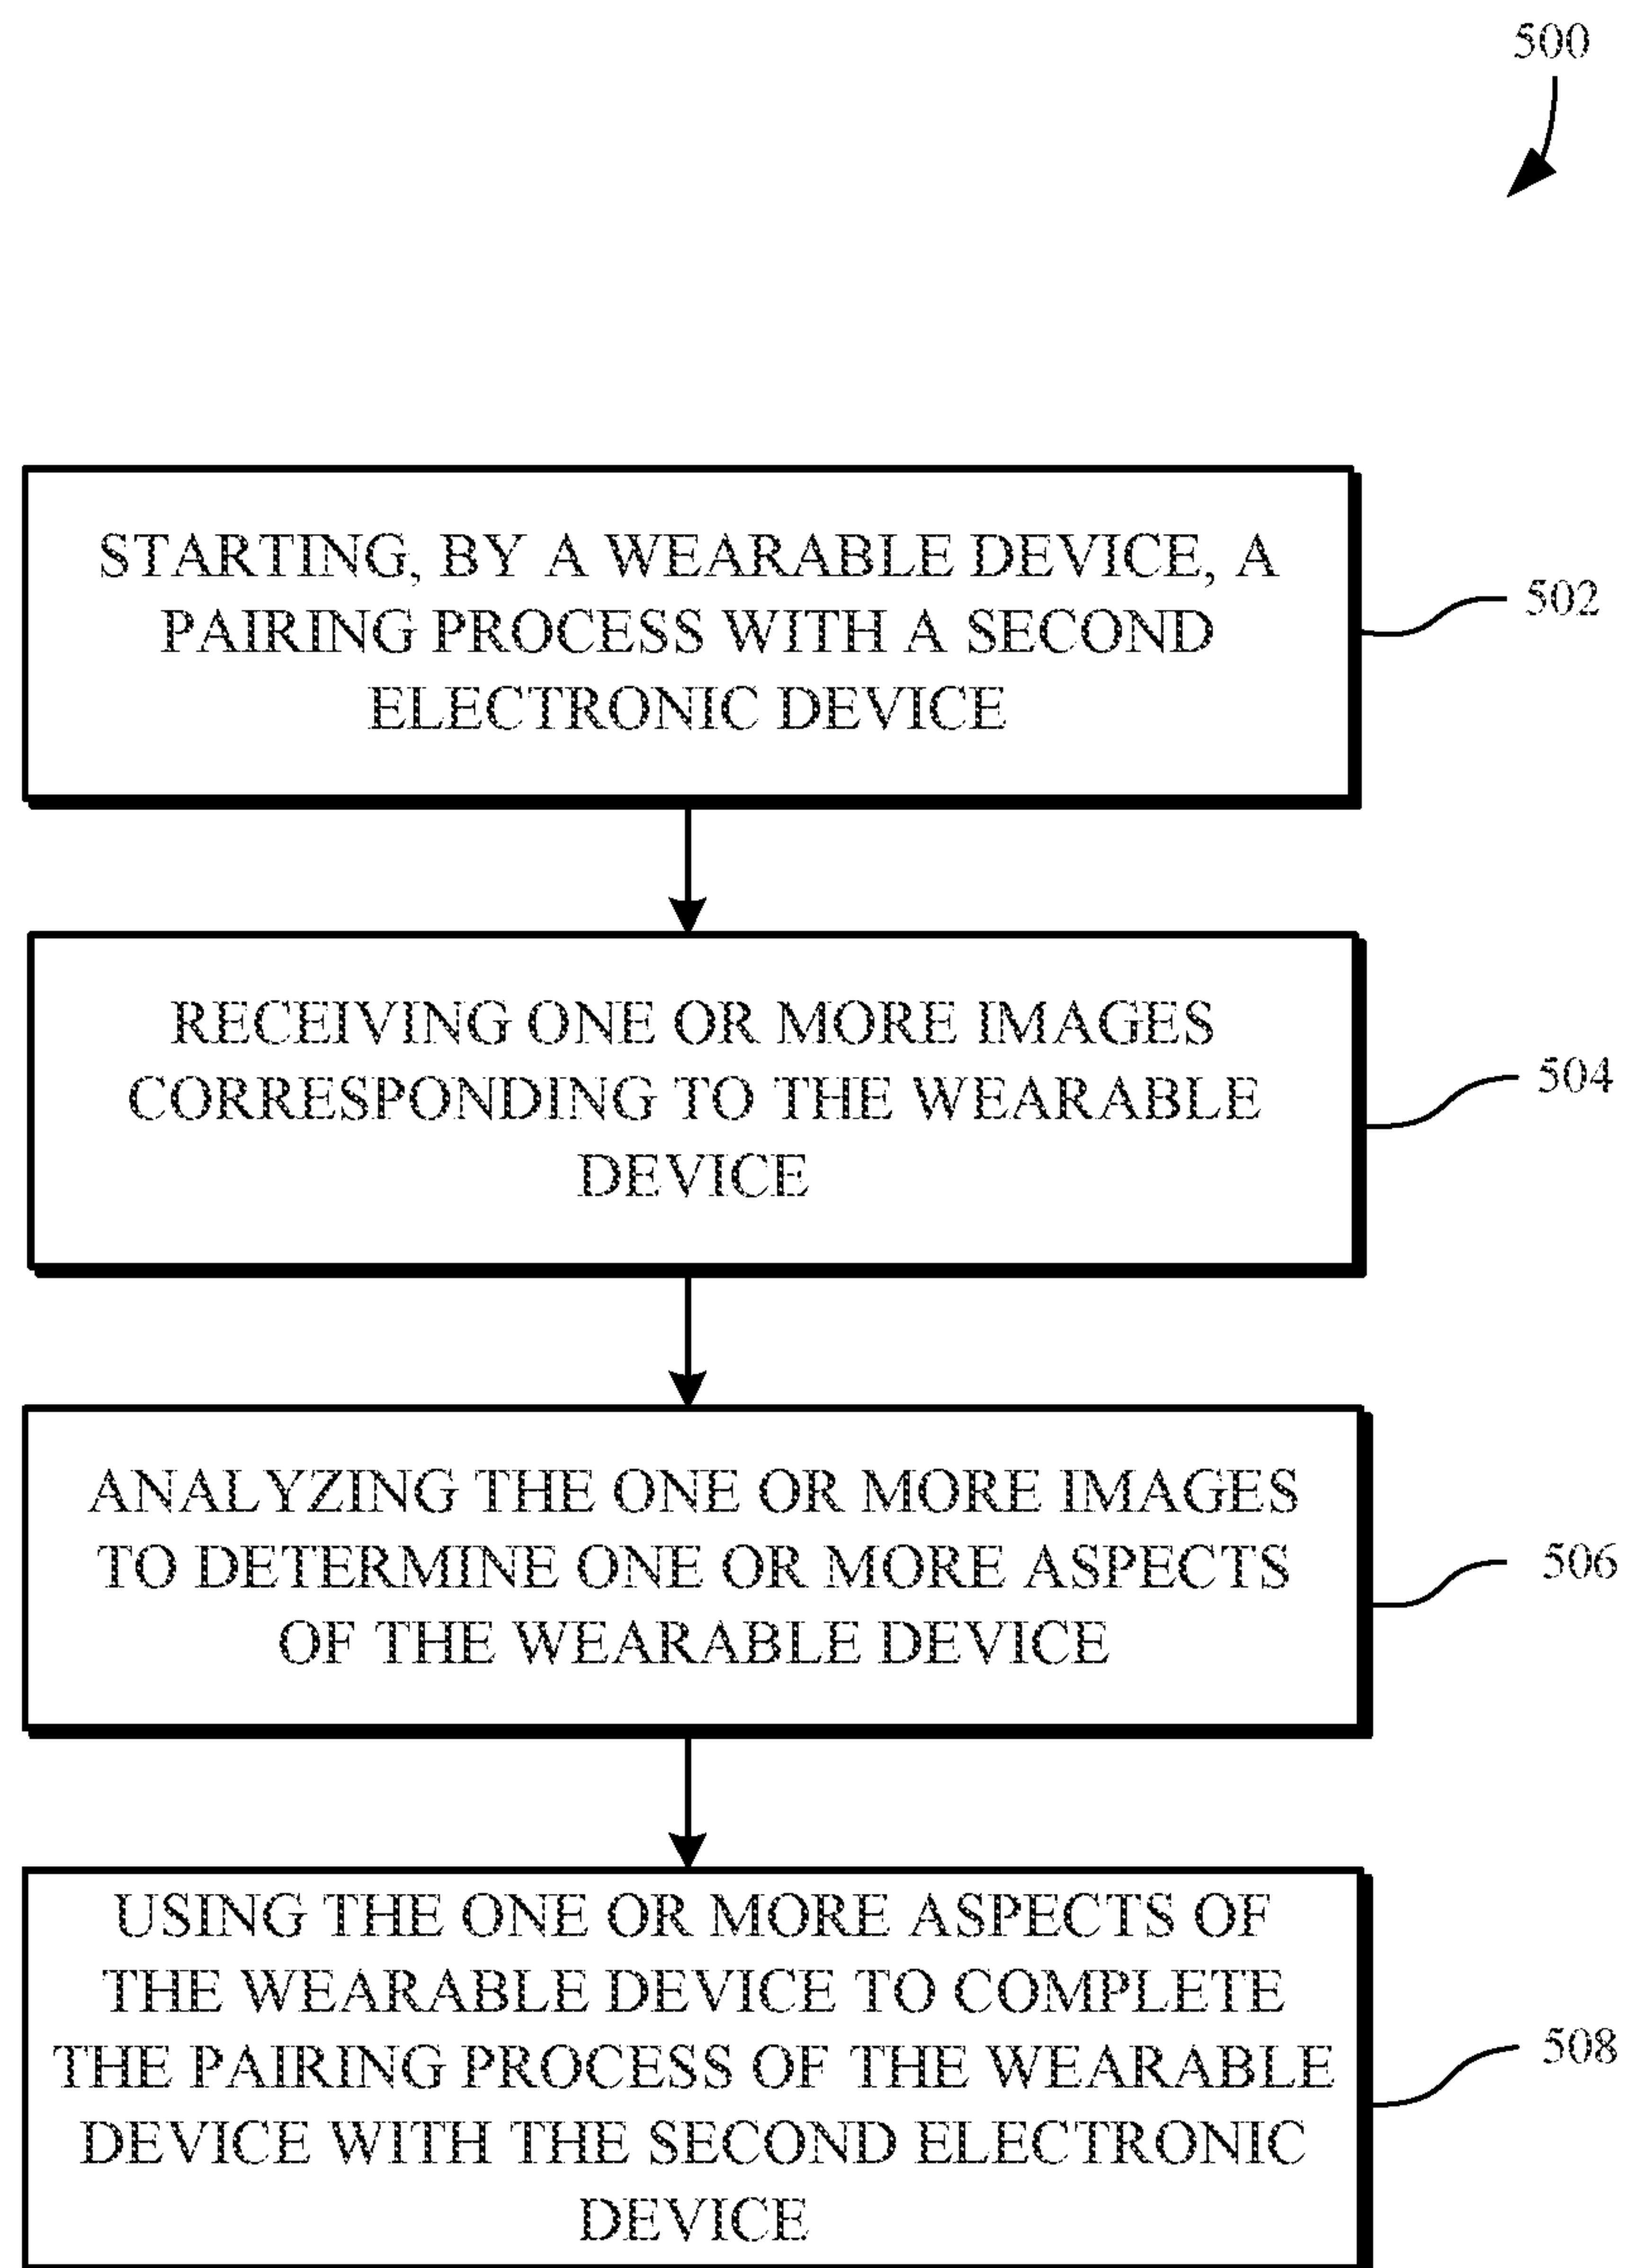 500
STARTING, BY A WEARABLE DEVICE, A
PAIRING PROCESS WITH A SECOND
ELECTRONIC DEVICE
502
RECEIVING ONE OR MORE IMAGES
CORRESPONDING TO THE WEARABLE
DEVICE
504
ANALYZING THE ONE OR MORE IMAGES
TO DETERMINE ONE OR MORE ASPECTS
OF THE WEARABLE DEVICE
506
USING THE ONE OR MORE ASPECTS OF
THE WEARABLE DEVICE TO COMPLETE
THE PAIRING PROCESS OF THE WEARABLE
DEVICE WITH THE SECOND ELECTRONIC
DEVICE
508